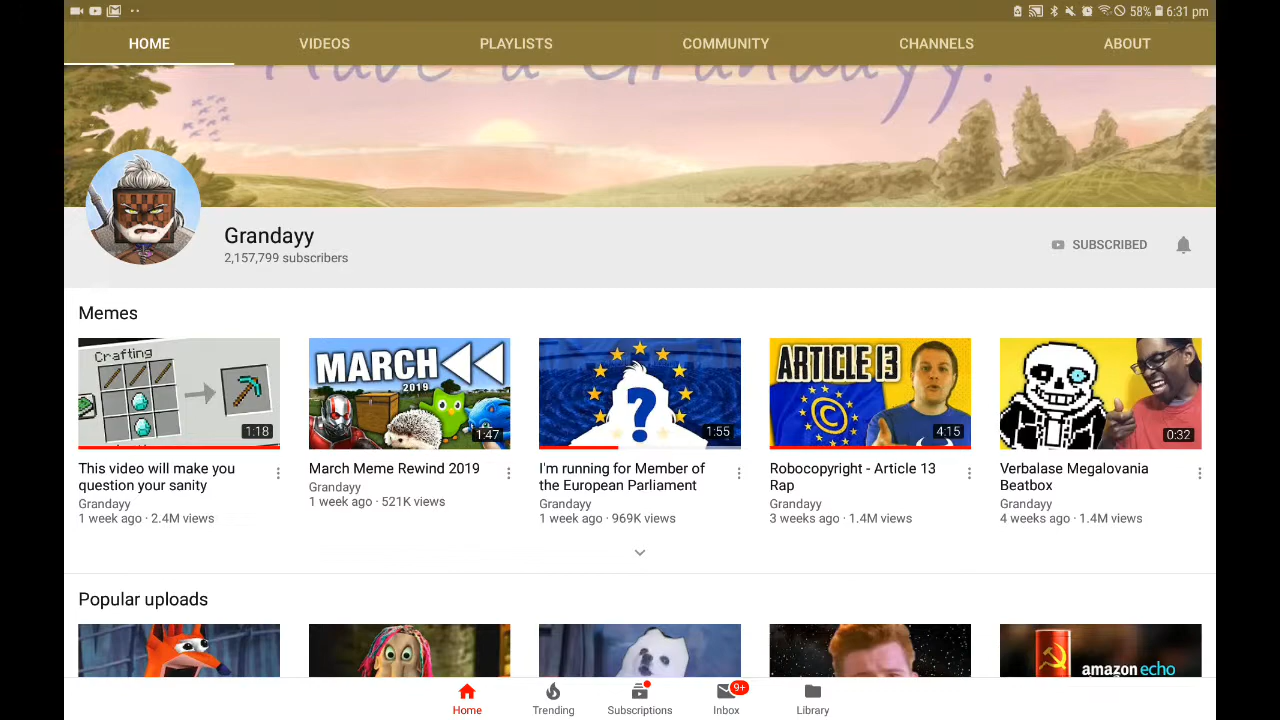 58% 6:31 pm
HOME VIDEOS PLAYLISTS COMMUNITY CHANNELS ABOUT
Have a Grandayy!
Grandayy
2,157,799 subscribers
SUBSCRIBED
Memes
Crafting
1:18
This video will make you
question your sanity
Grandayy
1 week ago · 2.4M views
MARCH
2019
1:47
March Meme Rewind 2019
Grandayy
1 week ago · 521K views
?
1:55
I'm running for Member of
the European Parliament
Grandayy
1 week ago · 969K views
ARTICLE 13
©
4:15
Robocopyright - Article 13
Rap
Grandayy
3 weeks ago · 1.4M views
0:32
Verbalase Megalovania
Beatbox
Grandayy
4 weeks ago · 1.4M views
Popular uploads
amazon echo
Home
Trending
Subscriptions
9+
Inbox
Library